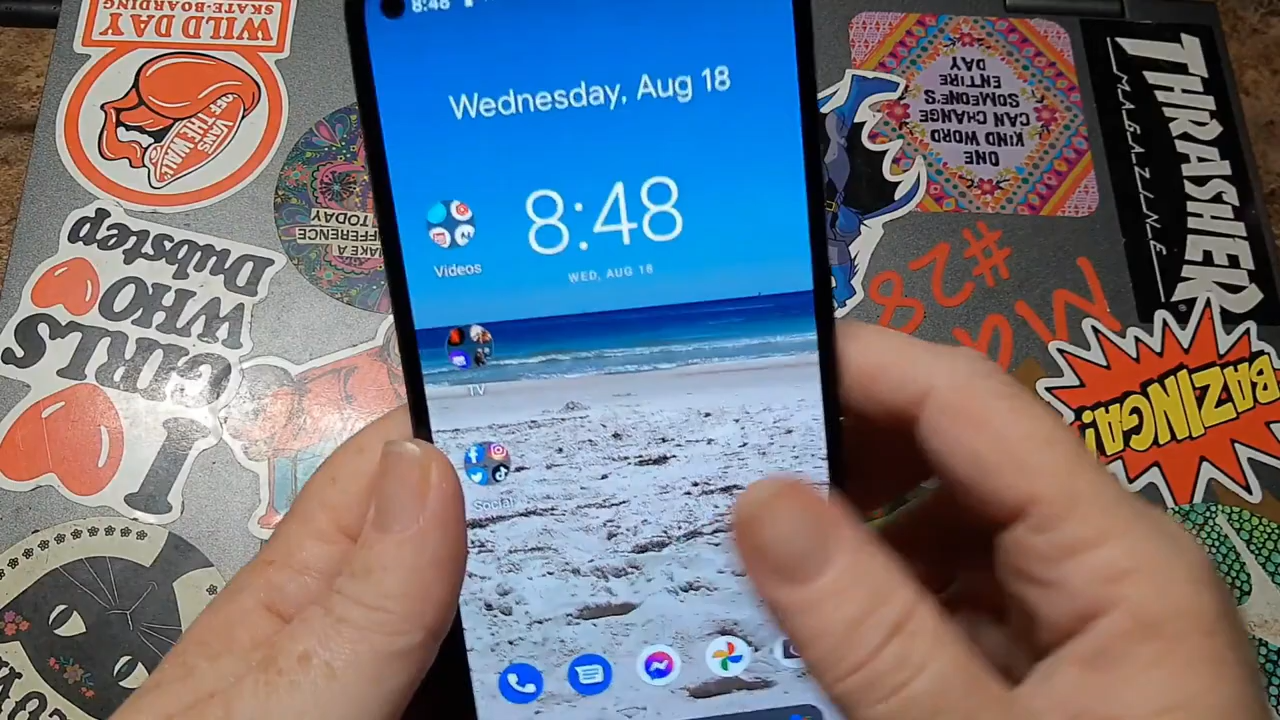 8:48
Wednesday, Aug 18
8:48
WED, AUG 18
Videos
TV
Social
WILD DAY
SKATE-BOARDING
VANS
"OFF THE WALL"
MAKE A
DIFFERENCE
TODAY
I
GIRLS
WHO
Dubstep
ONE
KIND WORD
CAN CHANGE
SOMEONE'S
ENTIRE
DAY
THRASHER
MAGAZINE
#28
BAZINGA!